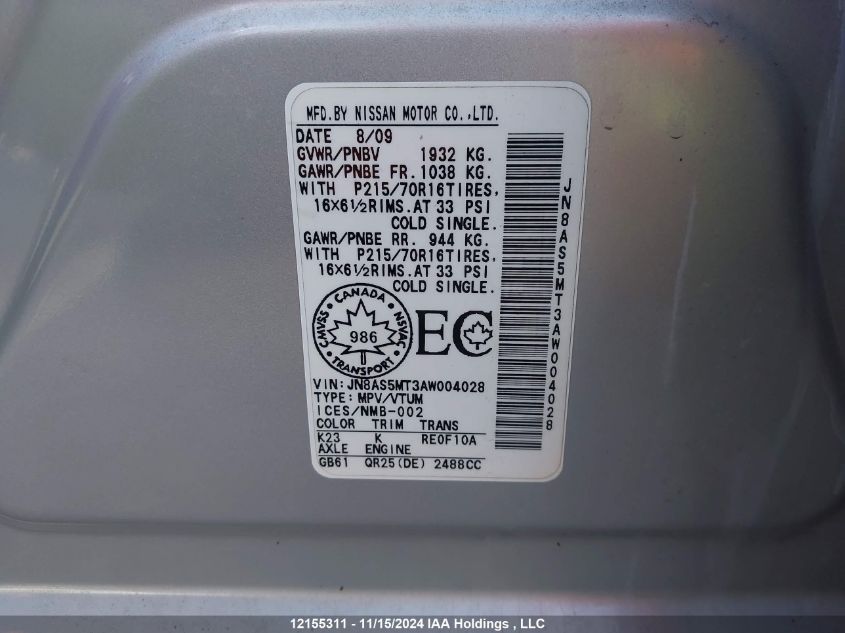 MFD.BY NISSAN MOTOR CO.,LTD.
DATE 8/09
GVWR/PNBV 1932 KG.
GAWR/PNBE FR. 1038 KG.
WITH P215/70R16TIRES,
16X6½RIMS.AT 33 PSI
COLD SINGLE.
GAWR/PNBE RR. 944 KG.
WITH P215/70R16TIRES,
16X6½RIMS.AT 33 PSI
COLD SINGLE.
CANADA
CMVSS
NSVAC
986
TRANSPORT
EC
VIN:JN8AS5MT3AW004028
TYPE:MPV/VTUM
ICES/NMB-002
COLOR TRIM TRANS
K23 K RE0F10A
AXLE ENGINE
GB61 QR25(DE) 2488CC
JN8AS5MT3AW004028
12155311 - 11/15/2024 IAA Holdings , LLC